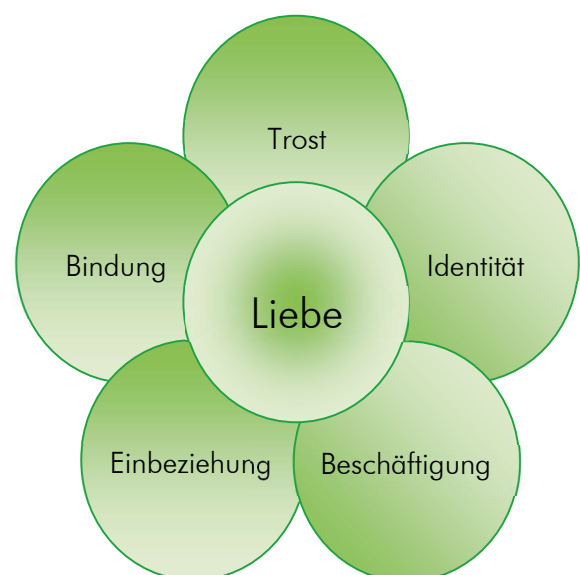 Trost
Bindung
Identität
Liebe
Einbeziehung
Beschäftigung